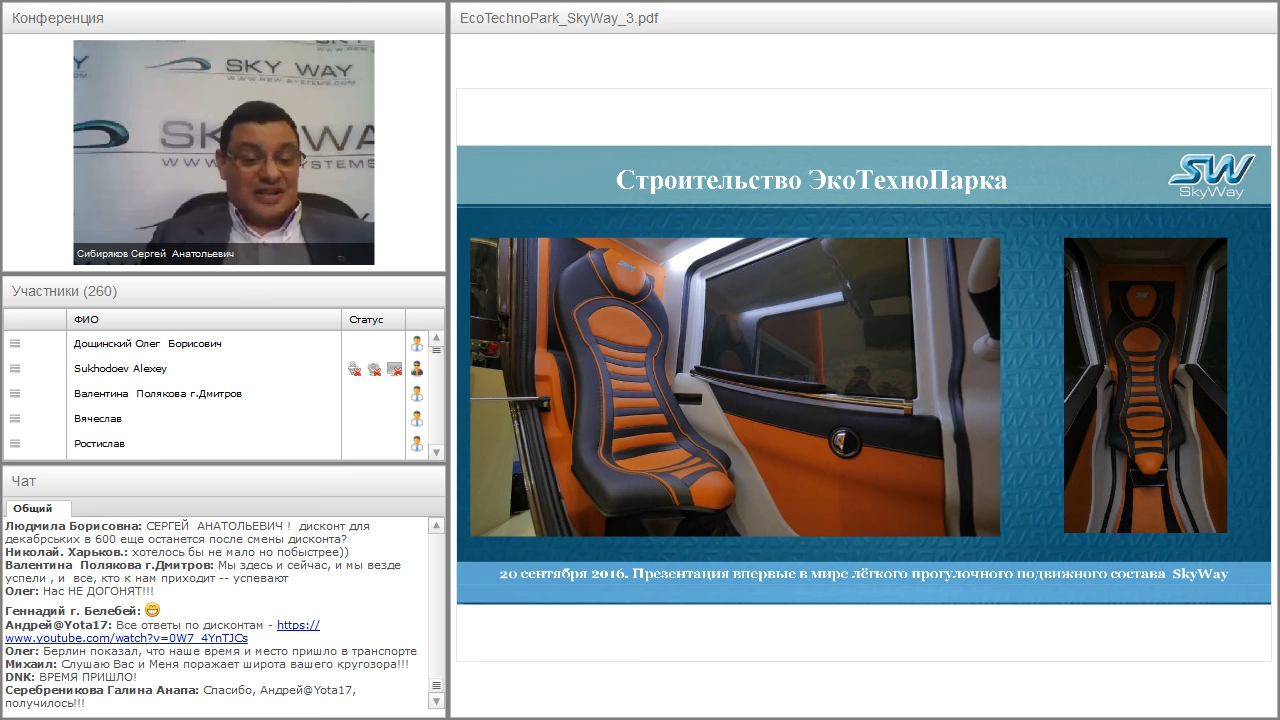 Конференция
SKY WAY
WWW.RSW-SYSTEMS.COM
SKYWAY
Сибиряков Сергей Анатольевич
Участники (260)
ФИО
Статус
Дощинский Олег Борисович
Sukhodoev Alexey
Валентина Полякова г.Дмитров
Вячеслав
Ростислав
Чат
Общий
Людмила Борисовна: СЕРГЕЙ АНАТОЛЬЕВИЧ ! дисконт для
декабрьских в 600 еще останется после смены дисконта?
Николай. Харьков.: хотелось бы не мало но побыстрее))
Валентина Полякова г.Дмитров: Мы здесь и сейчас, и мы везде
успели , и все, кто к нам приходит -- успевают
Олег: Нас НЕ ДОГОНЯТ!!!
Геннадий г. Белебей:
Андрей@Yota17: Все ответы по дисконтам - https://
www.youtube.com/watch?v=0W7_4YnTJCs
Олег: Берлин показал, что наше время и место пришло в транспорте
Михаил: Слушаю Вас и Меня поражает широта вашего кругозора!!!
DNK: ВРЕМЯ ПРИШЛО!
Серебреникова Галина Анапа: Спасибо, Андрей@Yota17,
получилось!!!
EcoTechnoPark_SkyWay_3.pdf
Строительство ЭкоТехноПарка
SW
SkyWay
20 сентября 2016. Презентация впервые в мире лёгкого прогулочного подвижного состава SkyWay